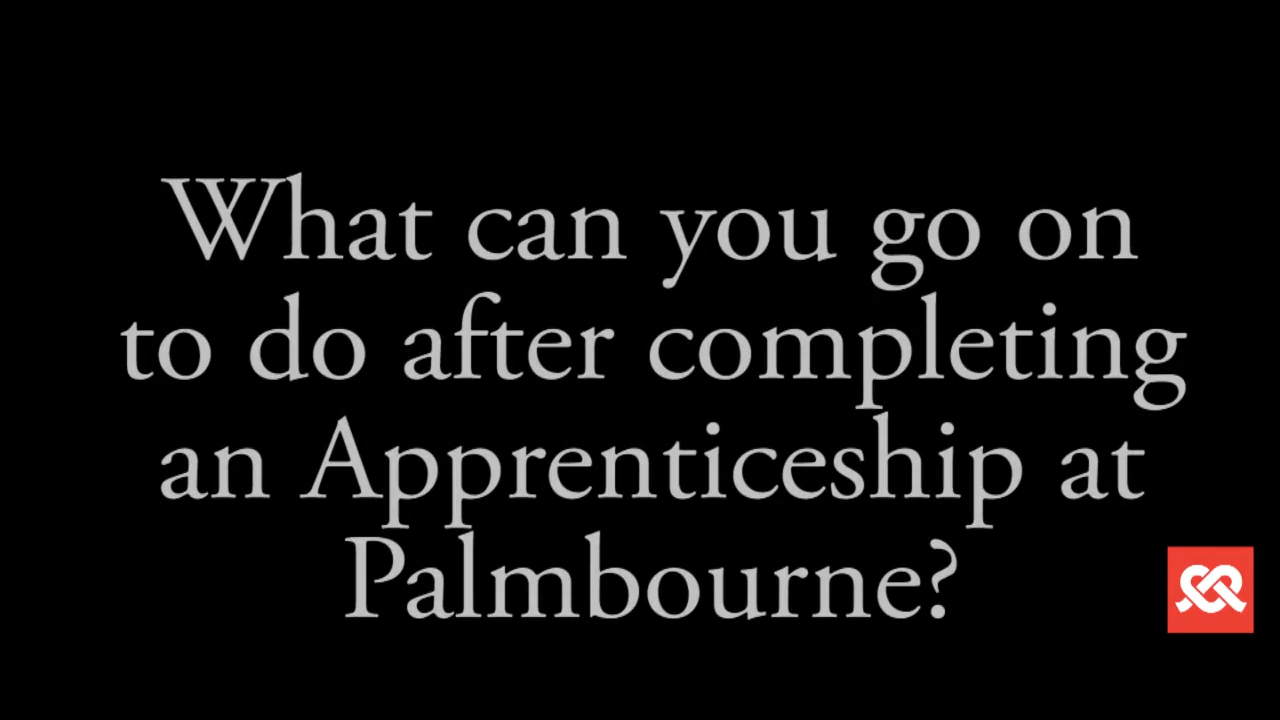 What can you go on
to do after completing
an Apprenticeship at
Palmbourne?